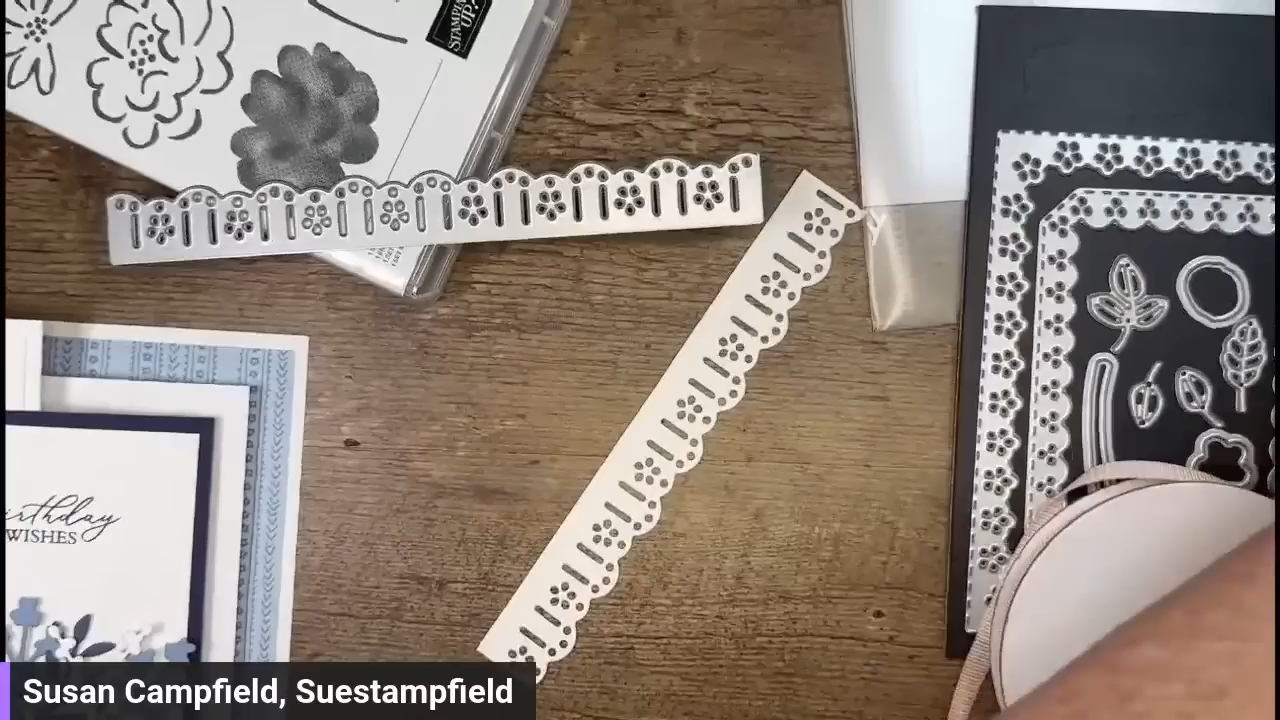 STAMPIN'
UP!
irthday
WISHES
Susan Campfield, Suestampfield